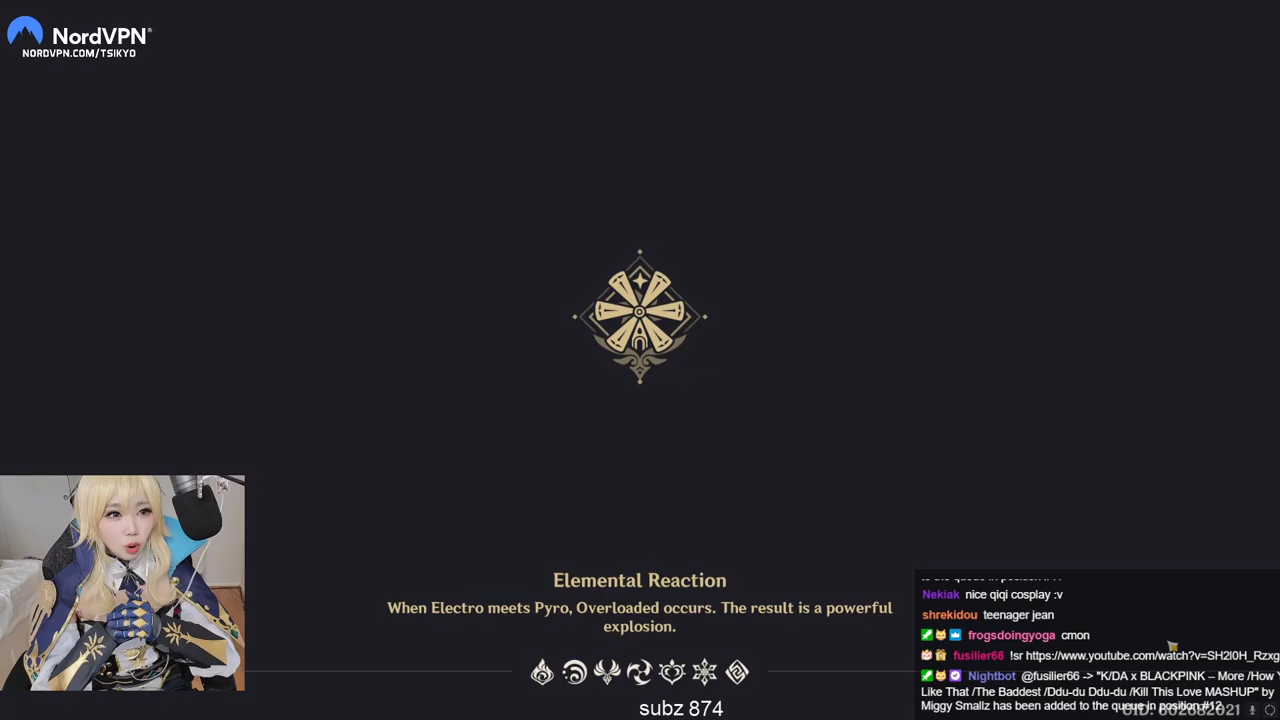 NordVPN®
NORDVPN.COM/TSIKYO
Elemental Reaction
When Electro meets Pyro, Overloaded occurs. The result is a powerful
explosion.
subz 874
Nekiak nice qiqi cosplay :v
shrekidou teenager jean
frogsdoingyoga cmon
fusilier66 !sr https://www.youtube.com/watch?v=SH2l0H_Rzxg
Nightbot @fusilier66 -> "K/DA x BLACKPINK – More /How Y
Like That /The Baddest /Ddu-du Ddu-du /Kill This Love MASHUP" by
Miggy Smallz has been added to the queue in position #12